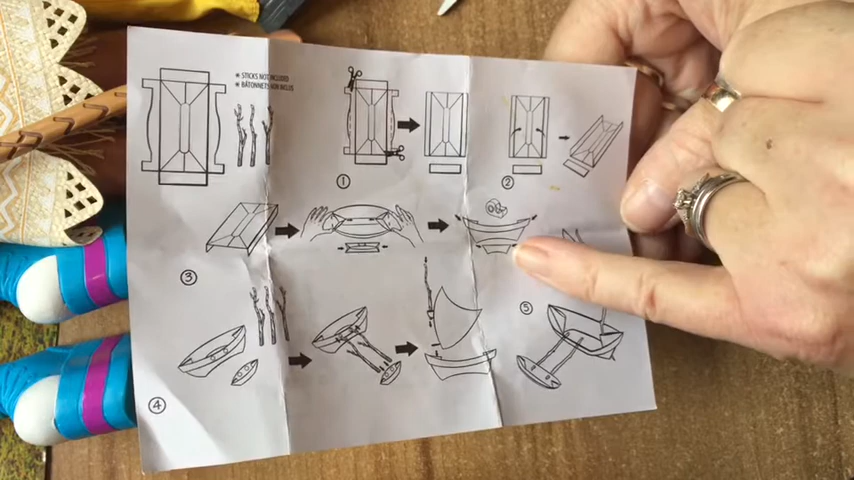 * STICKS NOT INCLUDED
* BÂTONNETS NON INCLUS
1
2
3
4
5